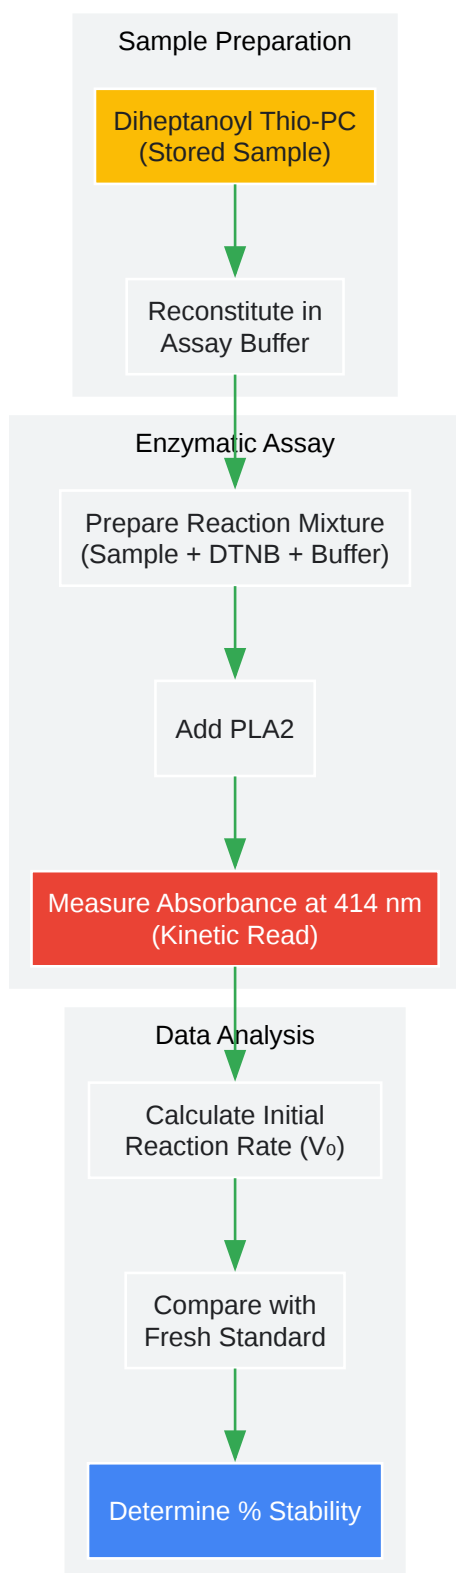 Sample Preparation
Diheptanoyl Thio-PC
(Stored Sample)
Reconstitute in
Assay Buffer
Enzymatic Assay
Prepare Reaction Mixture
(Sample + DTNB + Buffer)
Add PLA2
Measure Absorbance at 414 nm
(Kinetic Read)
Data Analysis
Calculate Initial
Reaction Rate (V₀)
Compare with
Fresh Standard
Determine % Stability